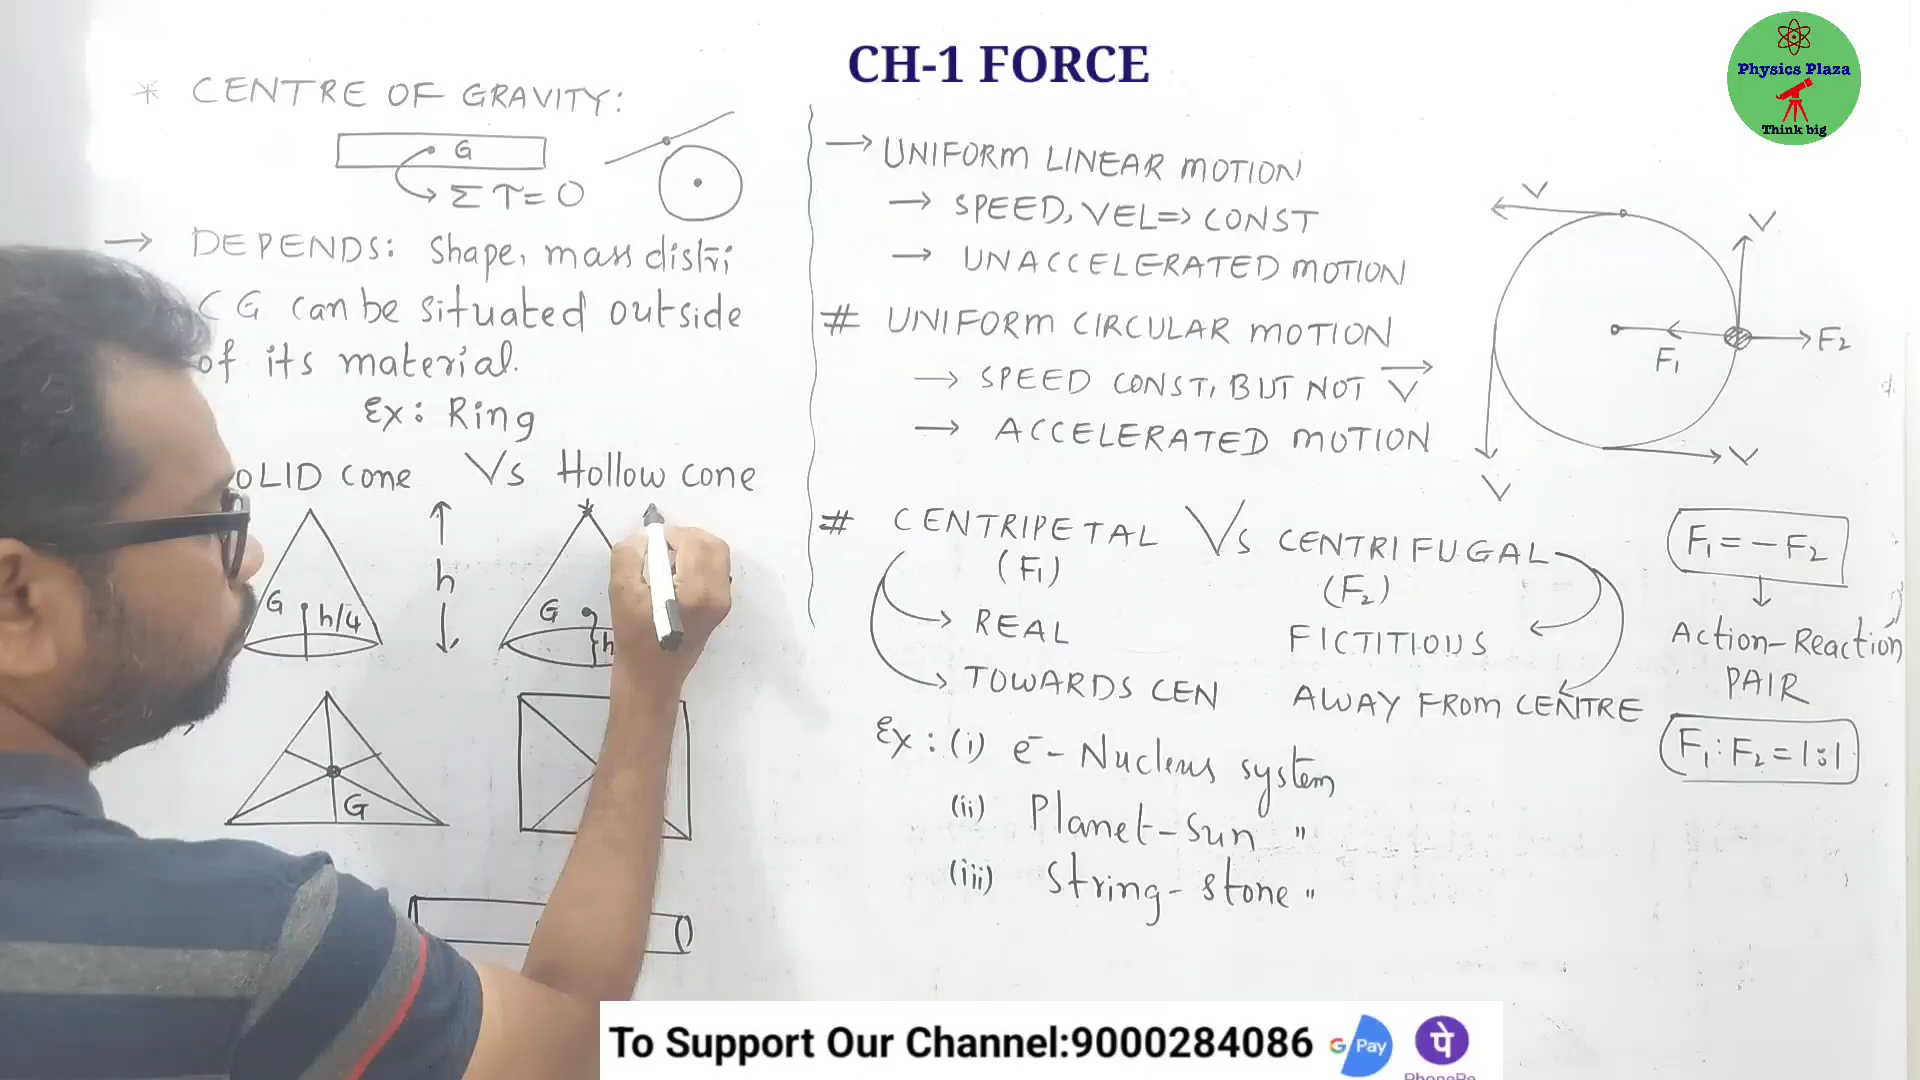 CH-1 FORCE
Physics Plaza
Think big
* CENTRE OF GRAVITY:
G
Σ τ = 0
→ DEPENDS: Shape, mass distri
CG can be situated outside
of its material.
Ex: Ring
OLID cone Vs Hollow cone
G h/4
h
G h
G
→ UNIFORM LINEAR MOTION
→ SPEED, VEL => CONST
→ UNACCELERATED MOTION
# UNIFORM CIRCULAR MOTION
→ SPEED CONST, BUT NOT V⃗
→ ACCELERATED MOTION
V
V
F₁
F₂
V
V
# CENTRIPETAL Vs CENTRIFUGAL
(F₁) (F₂)
REAL FICTITIOUS
TOWARDS CEN AWAY FROM CENTRE
Ex: (i) e⁻- Nucleus system
(ii) Planet-Sun "
(iii) String-stone "
F₁ = -F₂
Action-Reaction
PAIR
F₁:F₂ = 1:1
To Support Our Channel:9000284086
G Pay
पे
PhonePe